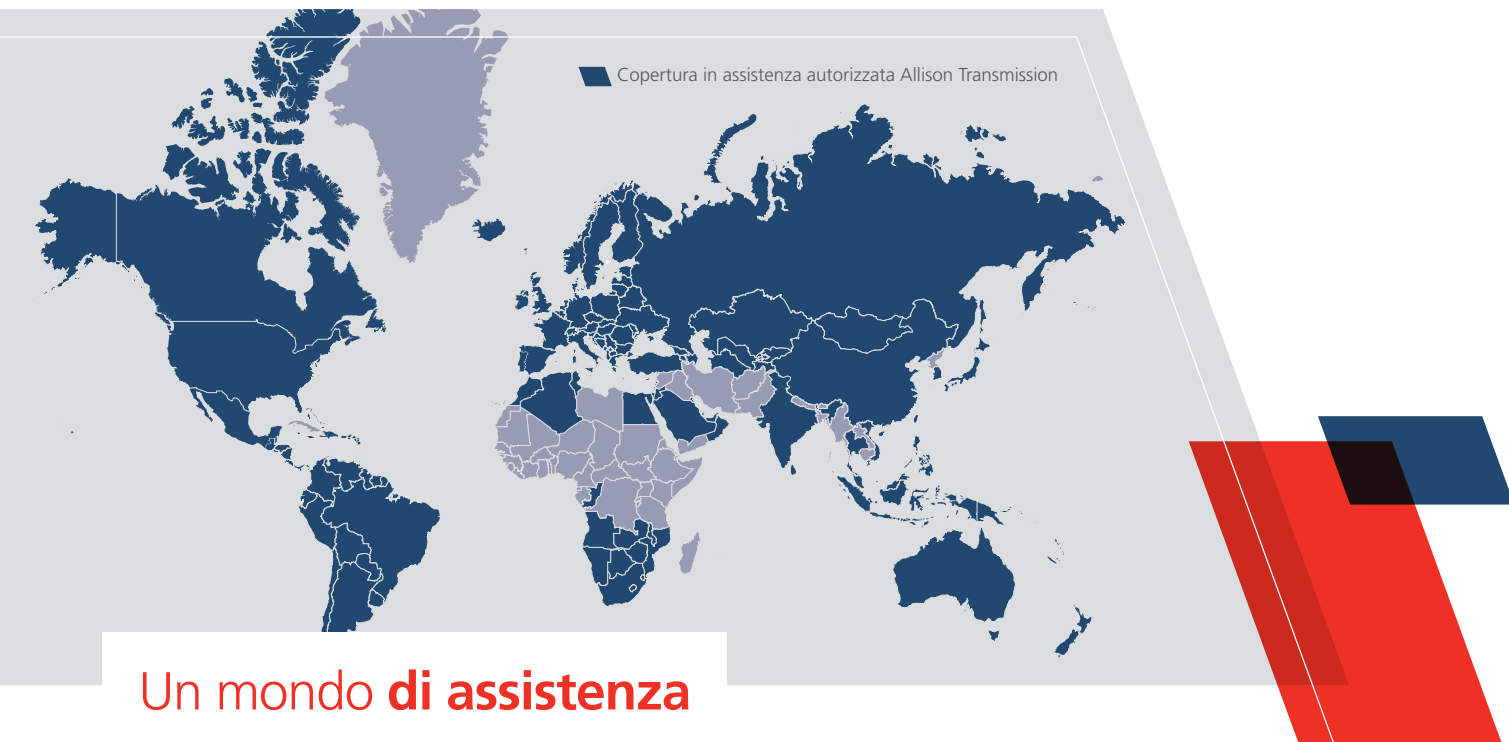 Copertura in assistenza autorizzata Allison Transmission
Un mondo di assistenza